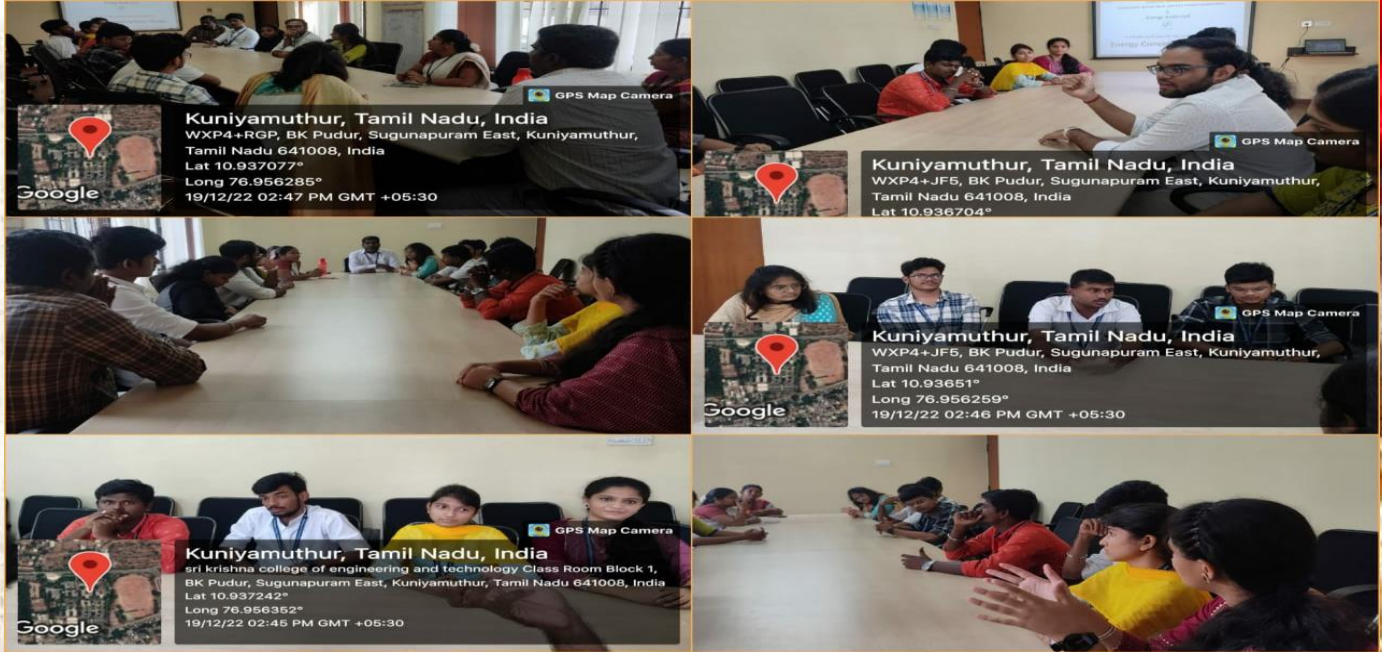 GPS Map Camera
Kuniyamuthur, Tamil Nadu, India
WXP4+RGP, BK Pudur, Sugunapuram East, Kuniyamuthur,
Tamil Nadu 641008, India
Lat 10.937077°
Long 76.956285°
19/12/22 02:47 PM GMT +05:30
Google
Energy Conse
GPS Map Camera
Kuniyamuthur, Tamil Nadu, India
WXP4+JF5, BK Pudur, Sugunapuram East, Kuniyamuthur,
Tamil Nadu 641008, India
Lat 10.936704°
GPS Map Camera
Kuniyamuthur, Tamil Nadu, India
WXP4+JF5, BK Pudur, Sugunapuram East, Kuniyamuthur,
Tamil Nadu 641008, India
Lat 10.93651°
Long 76.956259°
19/12/22 02:46 PM GMT +05:30
Google
GPS Map Camera
Kuniyamuthur, Tamil Nadu, India
sri krishna college of engineering and technology Class Room Block 1,
BK Pudur, Sugunapuram East, Kuniyamuthur, Tamil Nadu 641008, India
Lat 10.937242°
Long 76.956352°
19/12/22 02:45 PM GMT +05:30
Google